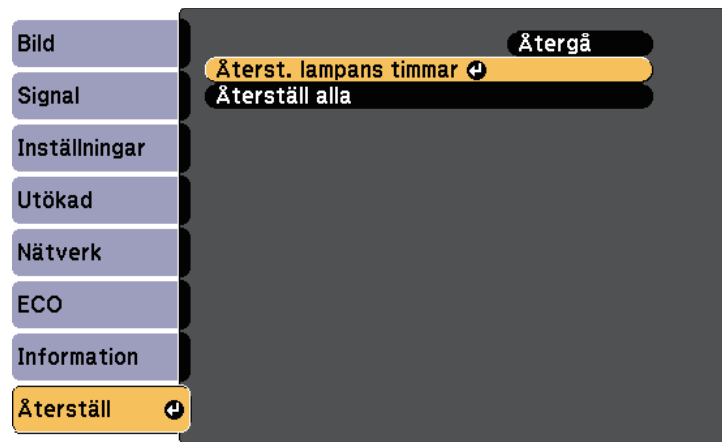 Bild
Signal
Inställningar
Utökad
Nätverk
ECO
Information
Återställ
Återgå
Återst. lampans timmar
Återställ alla